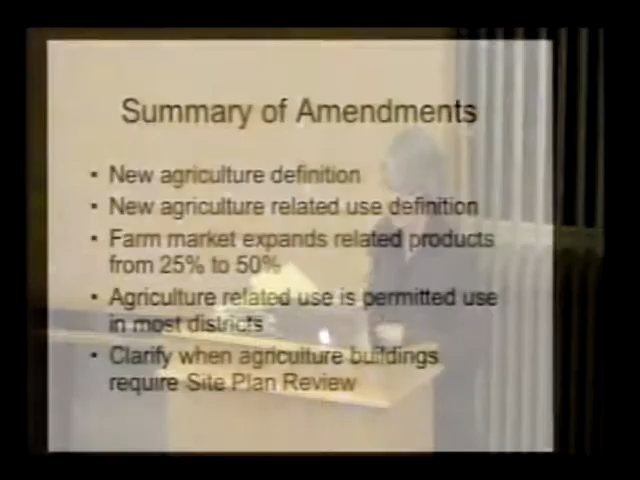 Summary of Amendments
• New agriculture definition
• New agriculture related use definition
• Farm market expands related products
from 25% to 50%
• Agriculture related use is permitted use
in most districts
• Clarify when agriculture buildings
require Site Plan Review